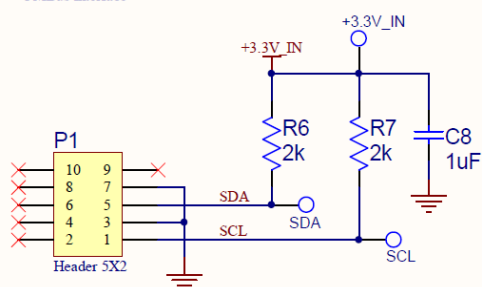 +3.3V_IN
+3.3V_IN
P1
R6
2k
R7
2k
C8
1uF
10 9
8 7
6 5
4 3
2 1
SDA
SDA
SCL
SCL
Header 5X2